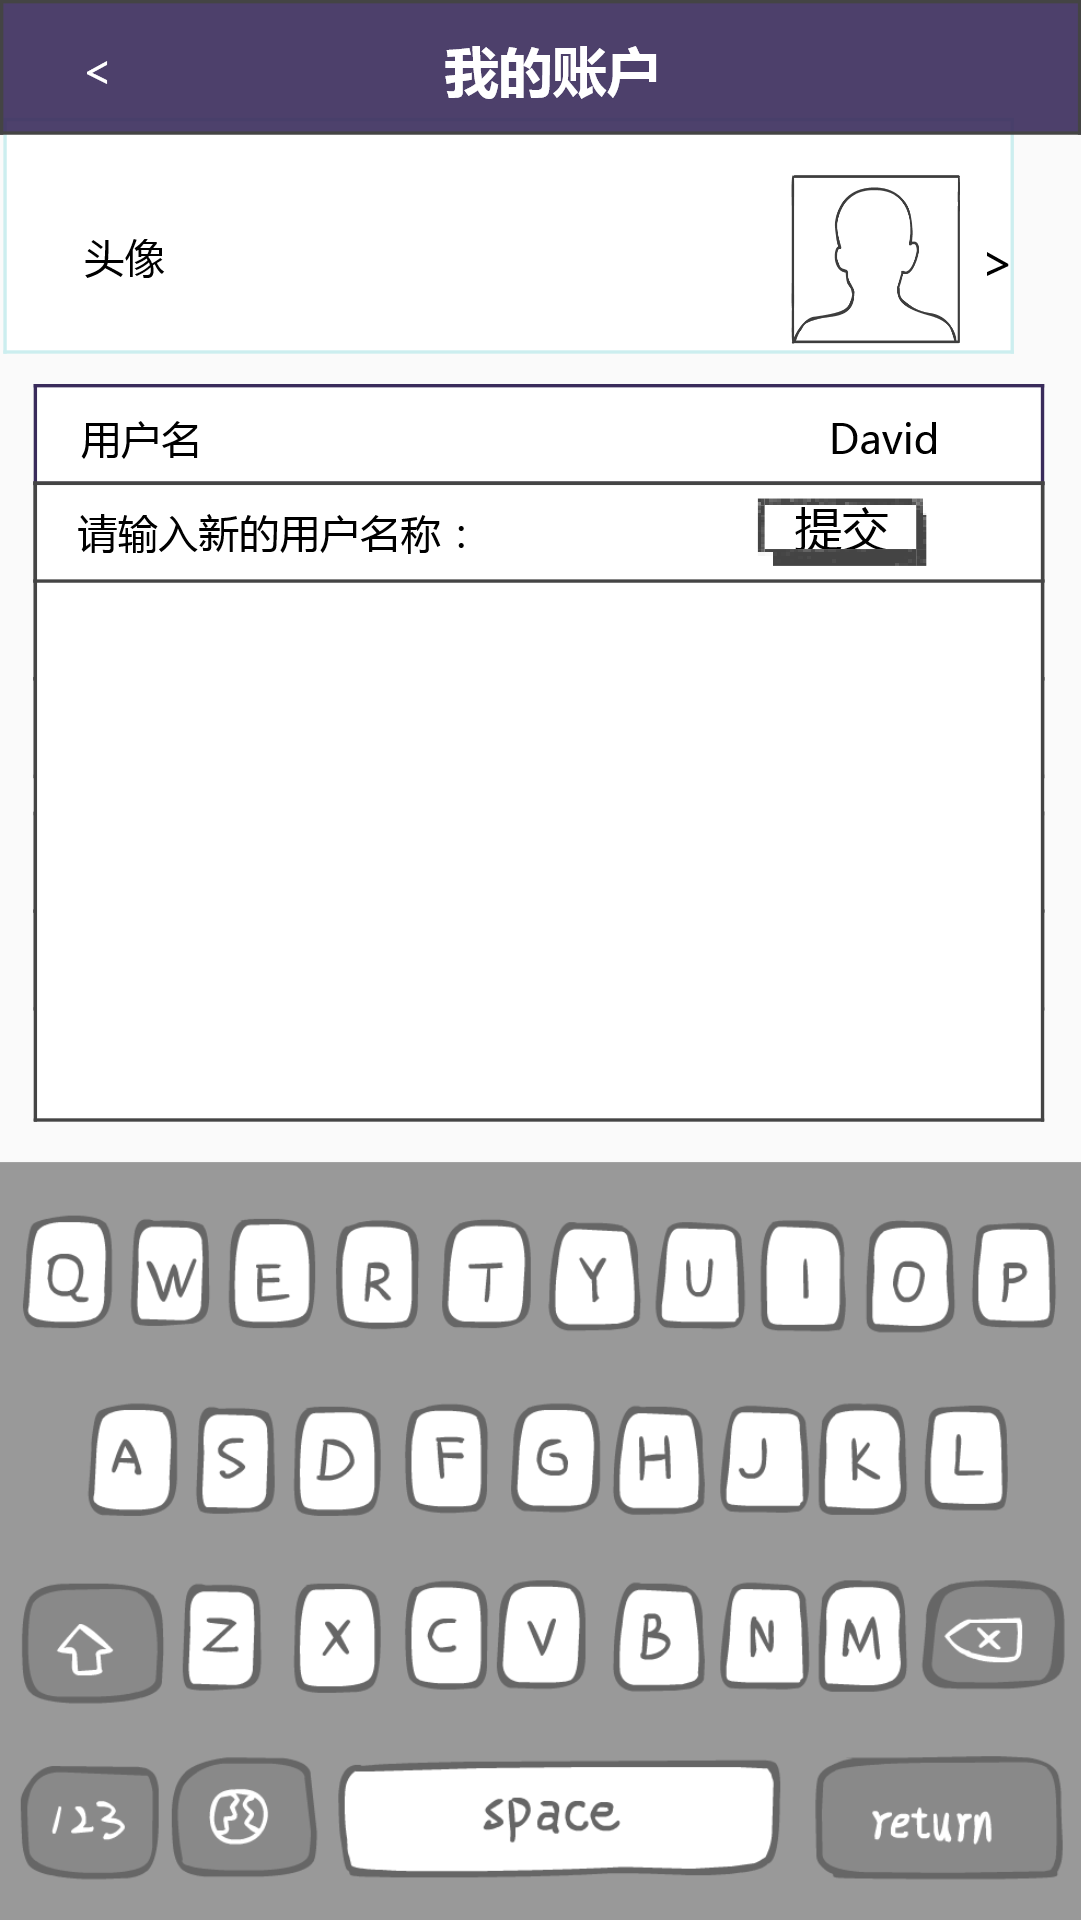 < 我的账户
头像 >
用户名 David
请输入新的用户名称： 提交
Q W E R T Y U I O P
A S D F G H J K L
Z X C V B N M
123 space return